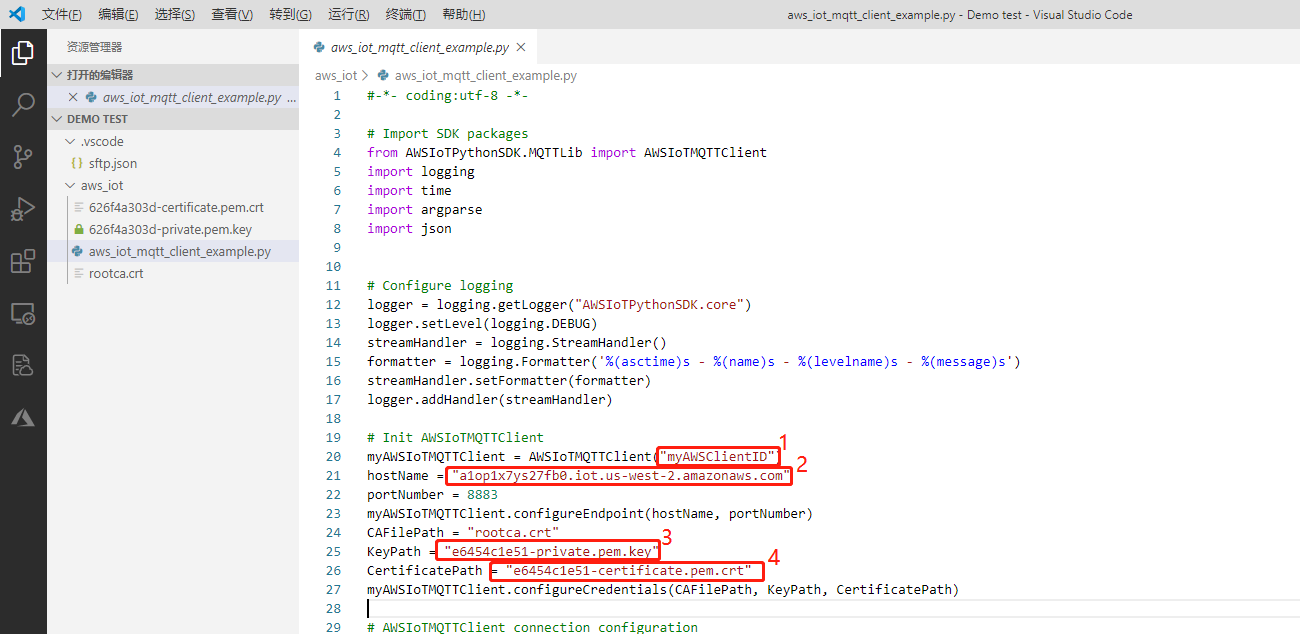 文件(F) 编辑(E) 选择(S) 查看(V) 转到(G) 运行(R) 终端(T) 帮助(H) aws_iot_mqtt_client_example.py - Demo test - Visual Studio Code
资源管理器
打开的编辑器
aws_iot_mqtt_client_example.py ...
DEMO TEST
.vscode
{} sftp.json
aws_iot
626f4a303d-certificate.pem.crt
626f4a303d-private.pem.key
aws_iot_mqtt_client_example.py
rootca.crt
aws_iot_mqtt_client_example.py
aws_iot > aws_iot_mqtt_client_example.py
1 #-*- coding:utf-8 -*-
2
3 # Import SDK packages
4 from AWSIoTPythonSDK.MQTTLib import AWSIoTMQTTClient
5 import logging
6 import time
7 import argparse
8 import json
9
10
11 # Configure logging
12 logger = logging.getLogger("AWSIoTPythonSDK.core")
13 logger.setLevel(logging.DEBUG)
14 streamHandler = logging.StreamHandler()
15 formatter = logging.Formatter('%(asctime)s - %(name)s - %(levelname)s - %(message)s')
16 streamHandler.setFormatter(formatter)
17 logger.addHandler(streamHandler)
18
19 # Init AWSIoTMQTTClient
20 myAWSIoTMQTTClient = AWSIoTMQTTClient("myAWSClientID") 1
21 hostName = "a1op1x7ys27fb0.iot.us-west-2.amazonaws.com" 2
22 portNumber = 8883
23 myAWSIoTMQTTClient.configureEndpoint(hostName, portNumber)
24 CAFilePath = "rootca.crt"
25 KeyPath = "e6454c1e51-private.pem.key" 3
26 CertificatePath = "e6454c1e51-certificate.pem.crt" 4
27 myAWSIoTMQTTClient.configureCredentials(CAFilePath, KeyPath, CertificatePath)
28
29 # AWSIoTMQTTClient connection configuration